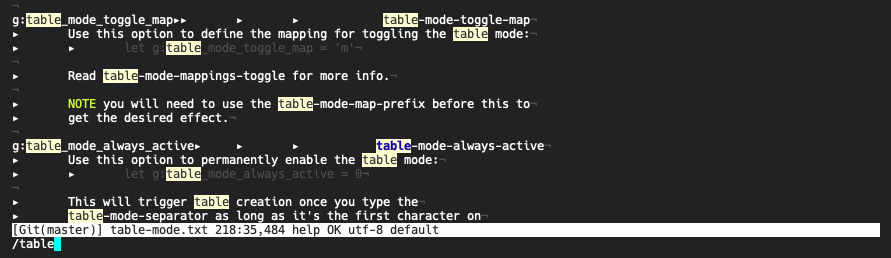 ¬
g:table_mode_toggle_map▸▸ ▸ ▸ table-mode-toggle-map¬
▸ Use this option to define the mapping for toggling the table mode:¬
▸ ▸ let g:table_mode_toggle_map = 'm'¬
¬
▸ Read table-mode-mappings-toggle for more info.¬
¬
▸ NOTE you will need to use the table-mode-map-prefix before this to¬
▸ get the desired effect.¬
¬
g:table_mode_always_active▸ ▸ ▸ table-mode-always-active¬
▸ Use this option to permanently enable the table mode:¬
▸ ▸ let g:table_mode_always_active = 0¬
¬
▸ This will trigger table creation once you type the¬
▸ table-mode-separator as long as it's the first character on¬
[Git(master)] table-mode.txt 218:35,484 help OK utf-8 default
/table